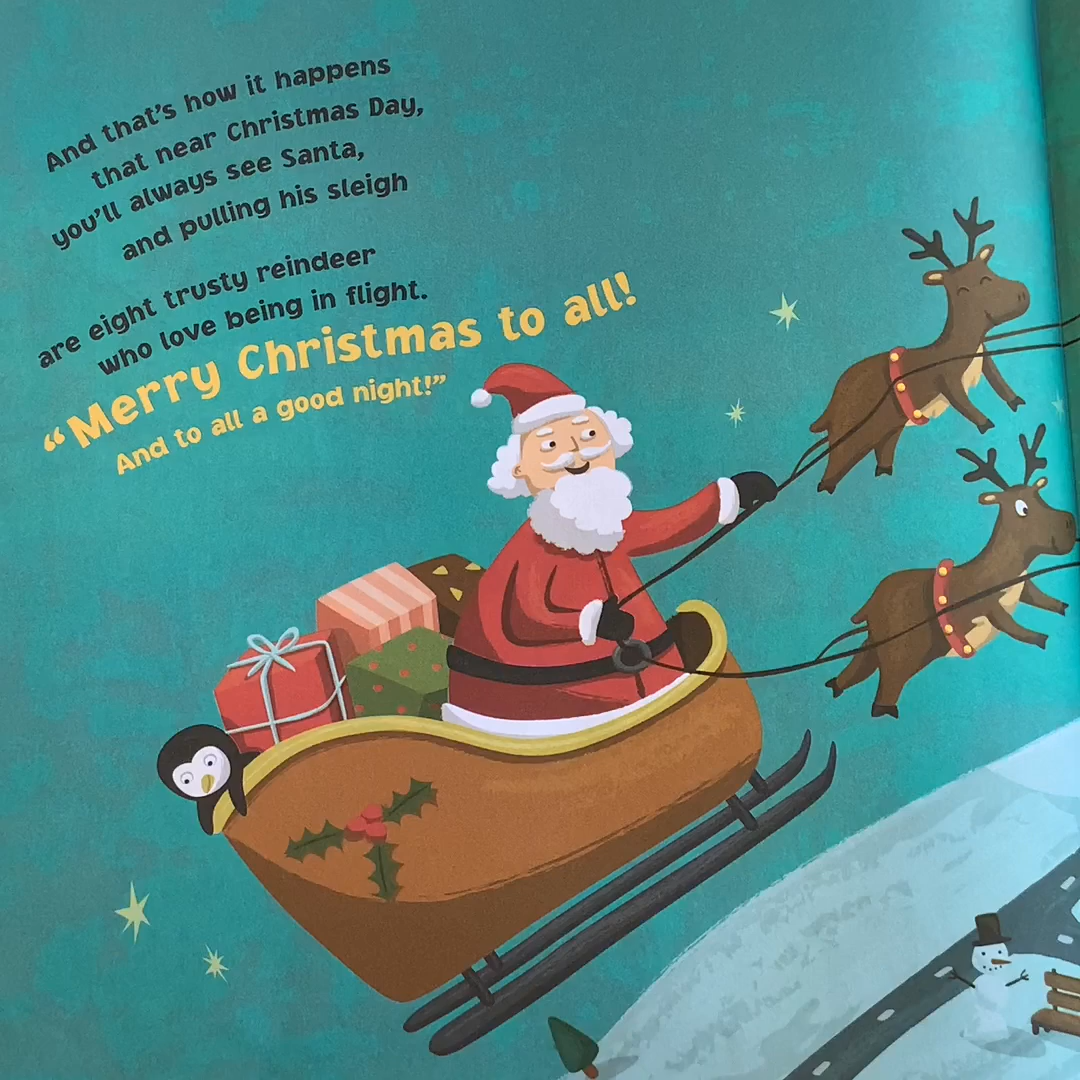 And that's how it happens
that near Christmas Day,
you'll always see Santa,
and pulling his sleigh
are eight trusty reindeer
who love being in flight.
"Merry Christmas to all!
And to all a good night!"